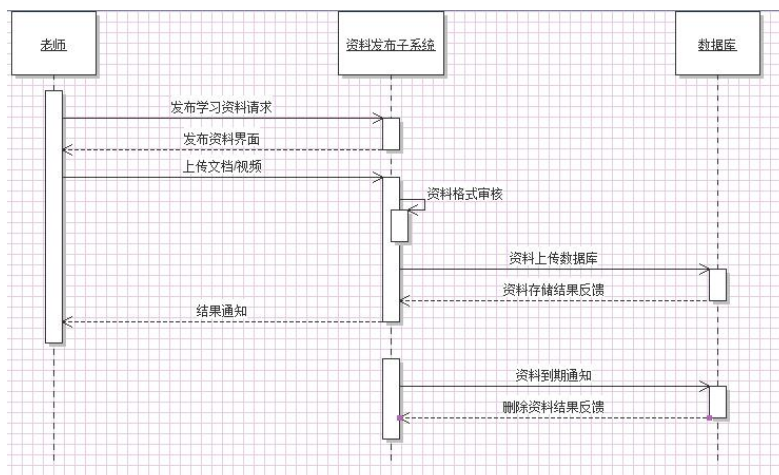 老师
资料发布子系统
数据库
发布学习资料请求
发布资料界面
上传文档/视频
资料格式审核
资料上传数据库
资料存储结果反馈
结果通知
资料到期通知
删除资料结果反馈